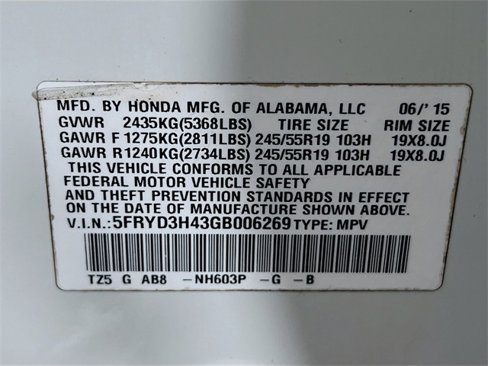 MFD. BY HONDA MFG. OF ALABAMA, LLC 06/'15
GVWR 2435KG(5368LBS) TIRE SIZE RIM SIZE
GAWR F 1275KG(2811LBS) 245/55R19 103H 19X8.0J
GAWR R 1240KG(2734LBS) 245/55R19 103H 19X8.0J
THIS VEHICLE CONFORMS TO ALL APPLICABLE
FEDERAL MOTOR VEHICLE SAFETY
AND THEFT PREVENTION STANDARDS IN EFFECT
ON THE DATE OF MANUFACTURE SHOWN ABOVE.
V.I.N.: 5FRYD3H43GB006269 TYPE: MPV
TZ5 G AB8 -NH603P -G -B